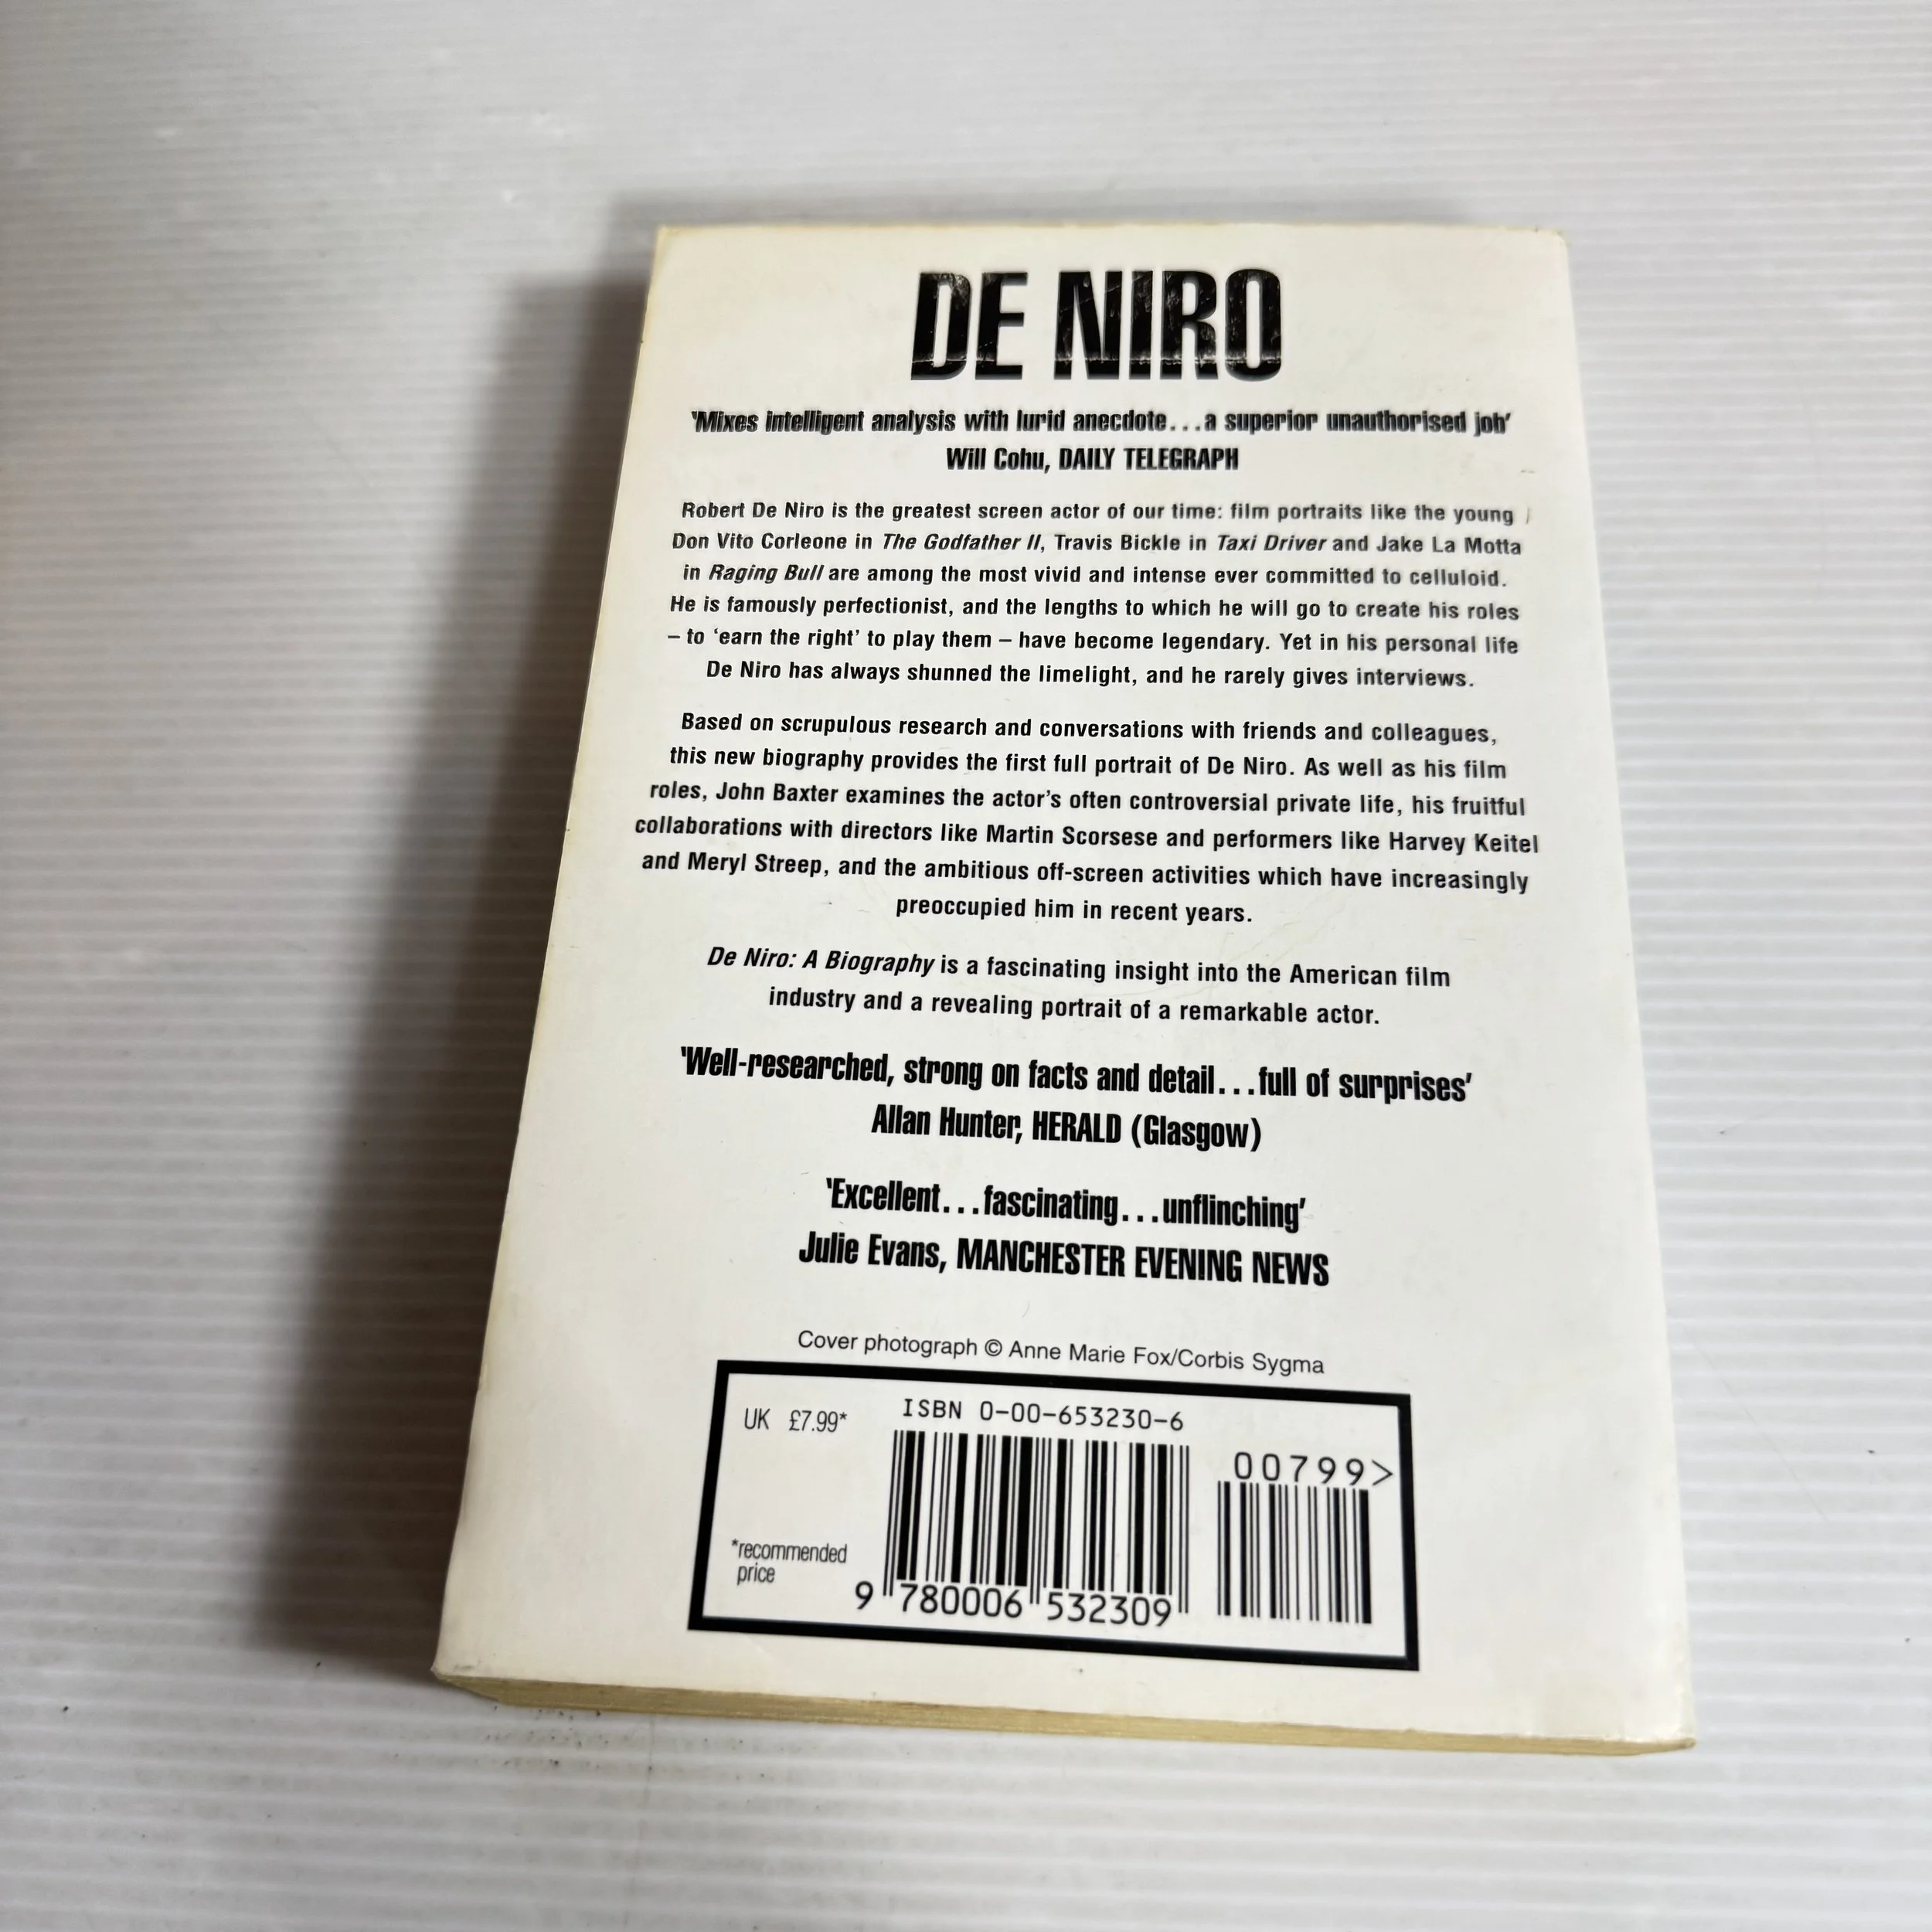 DE NIRO
‘Mixes intelligent analysis with lurid anecdote...a superior unauthorised job’
Will Cohu, DAILY TELEGRAPH
Robert De Niro is the greatest screen actor of our time: film portraits like the young
Don Vito Corleone in The Godfather II, Travis Bickle in Taxi Driver and Jake La Motta
in Raging Bull are among the most vivid and intense ever committed to celluloid.
He is famously perfectionist, and the lengths to which he will go to create his roles
– to ‘earn the right’ to play them – have become legendary. Yet in his personal life
De Niro has always shunned the limelight, and he rarely gives interviews.
Based on scrupulous research and conversations with friends and colleagues,
this new biography provides the first full portrait of De Niro. As well as his film
roles, John Baxter examines the actor’s often controversial private life, his fruitful
collaborations with directors like Martin Scorsese and performers like Harvey Keitel
and Meryl Streep, and the ambitious off-screen activities which have increasingly
preoccupied him in recent years.
De Niro: A Biography is a fascinating insight into the American film
industry and a revealing portrait of a remarkable actor.
‘Well-researched, strong on facts and detail...full of surprises’
Allan Hunter, HERALD (Glasgow)
‘Excellent...fascinating...unflinching’
Julie Evans, MANCHESTER EVENING NEWS
Cover photograph © Anne Marie Fox/Corbis Sygma
UK £7.99*
ISBN 0-00-653230-6
00799>
*recommended
price
9 780006 532309